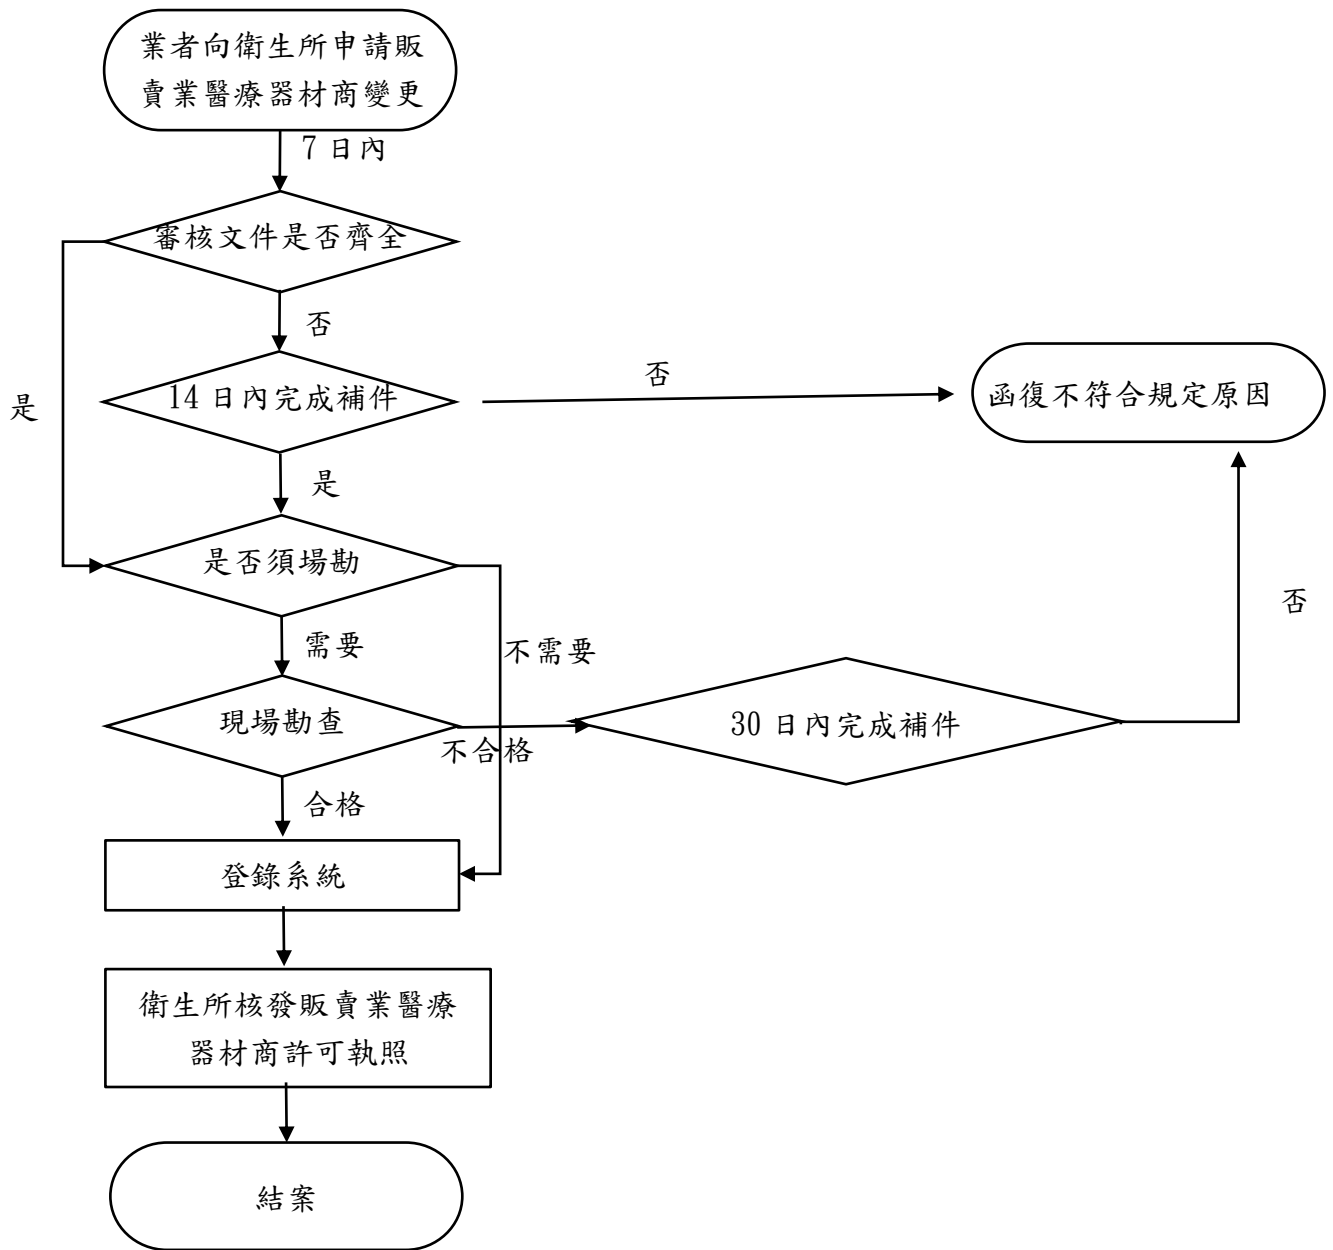 業者向衛生所申請販
賣業醫療器材商變更
7 日內
審核文件是否齊全
否
14 日內完成補件
否
函復不符合規定原因
是
是
是否須場勘
否
需要
不需要
現場勘查
30 日內完成補件
不合格
合格
登錄系統
衛生所核發販賣業醫療
器材商許可執照
結案